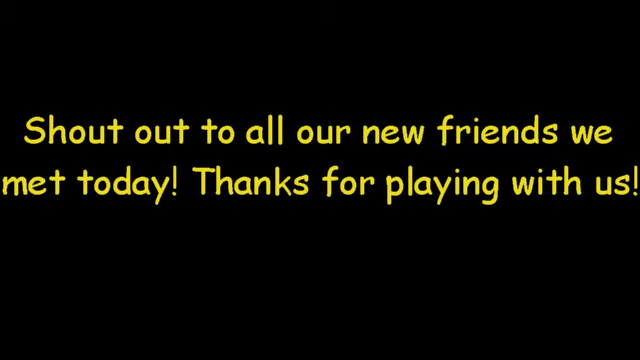 Shout out to all our new friends we
met today! Thanks for playing with us!